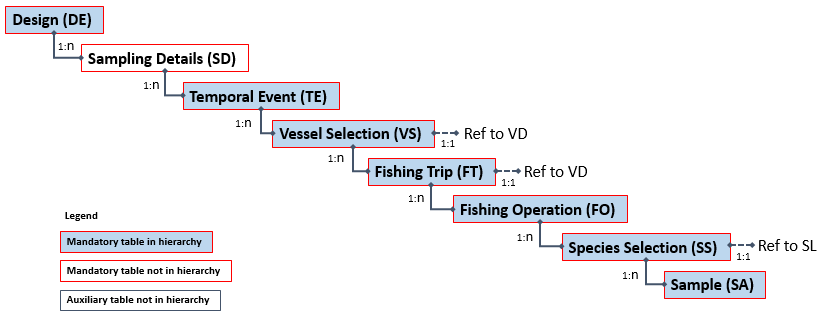 Design (DE)
1:n
Sampling Details (SD)
1:n
Temporal Event (TE)
1:n
Vessel Selection (VS)
1:1
Ref to VD
1:n
Fishing Trip (FT)
1:1
Ref to VD
1:n
Fishing Operation (FO)
1:n
Species Selection (SS)
1:1
Ref to SL
1:n
Sample (SA)
Legend
Mandatory table in hierarchy
Mandatory table not in hierarchy
Auxiliary table not in hierarchy